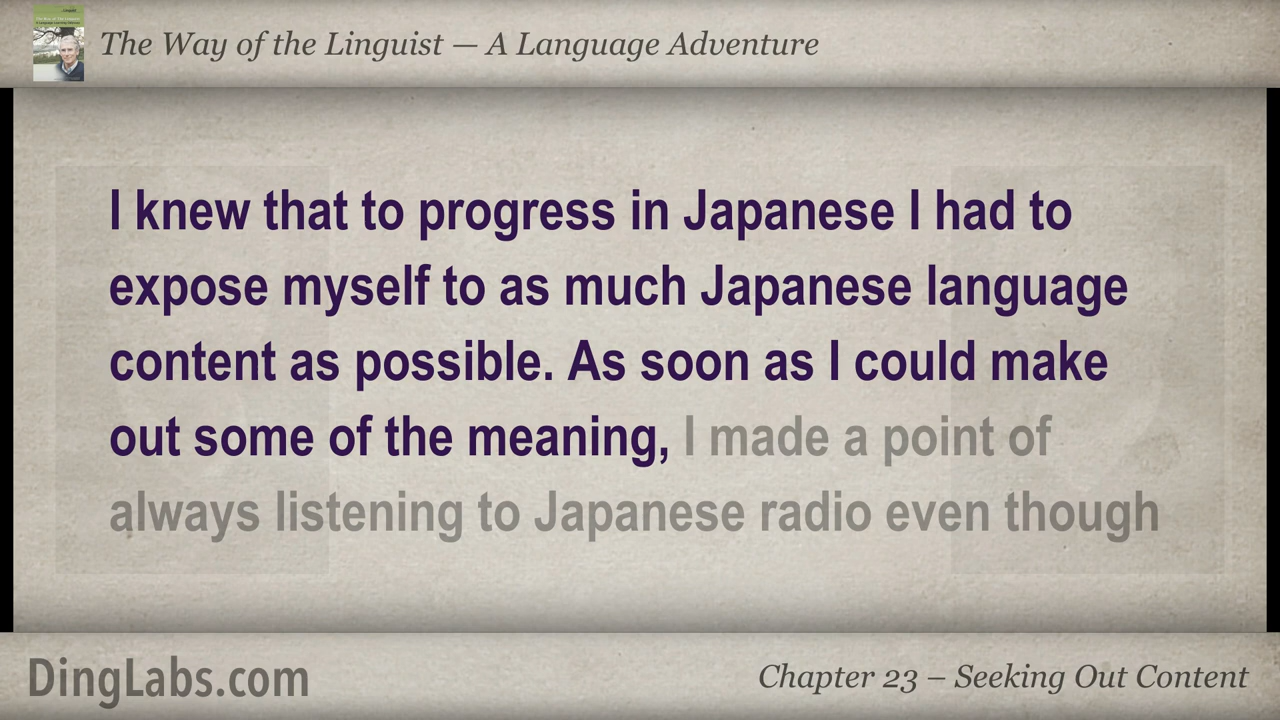 The Way of the Linguist — A Language Adventure
I knew that to progress in Japanese I had to
expose myself to as much Japanese language
content as possible. As soon as I could make
out some of the meaning, I made a point of
always listening to Japanese radio even though
DingLabs.com
Chapter 23 – Seeking Out Content